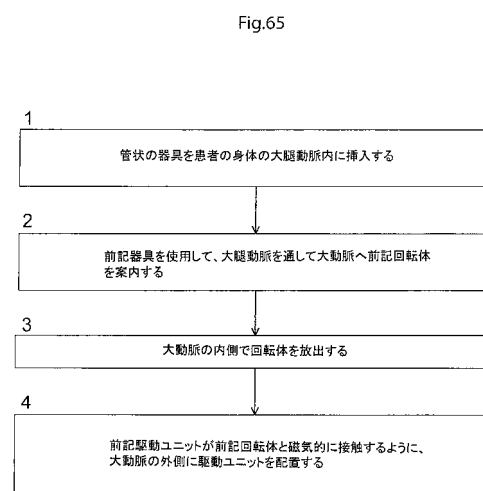 Fig.65
1
管状の器具を患者の身体の大腿動脈内に挿入する
2
前記器具を使用して、大腿動脈を通して大動脈へ前記回転体
を案内する
3
大動脈の内側で回転体を放出する
4
前記駆動ユニットが前記回転体と磁気的に接触するように、
大動脈の外側に駆動ユニットを配置する